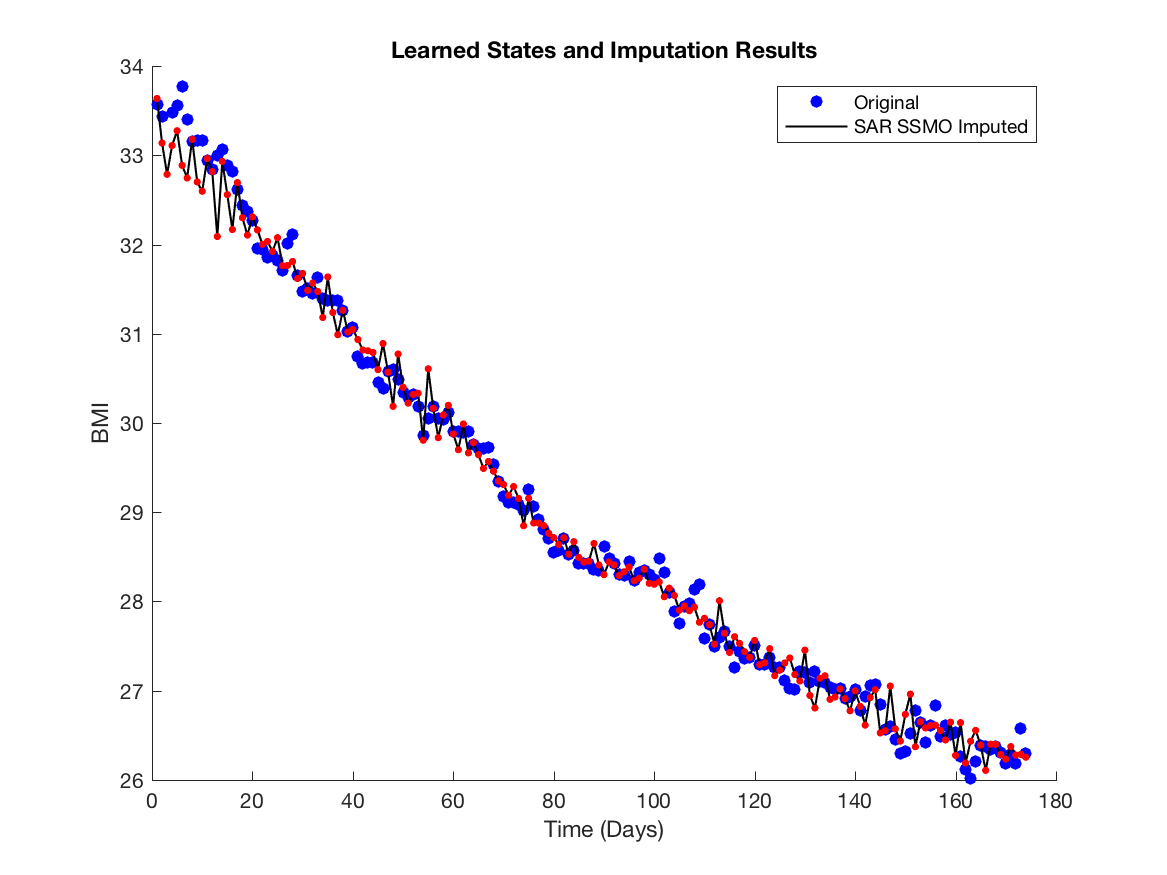 Learned States and Imputation Results
Original
SAR SSMO Imputed
BMI
34
33
32
31
30
29
28
27
26
0 20 40 60 80 100 120 140 160 180
Time (Days)